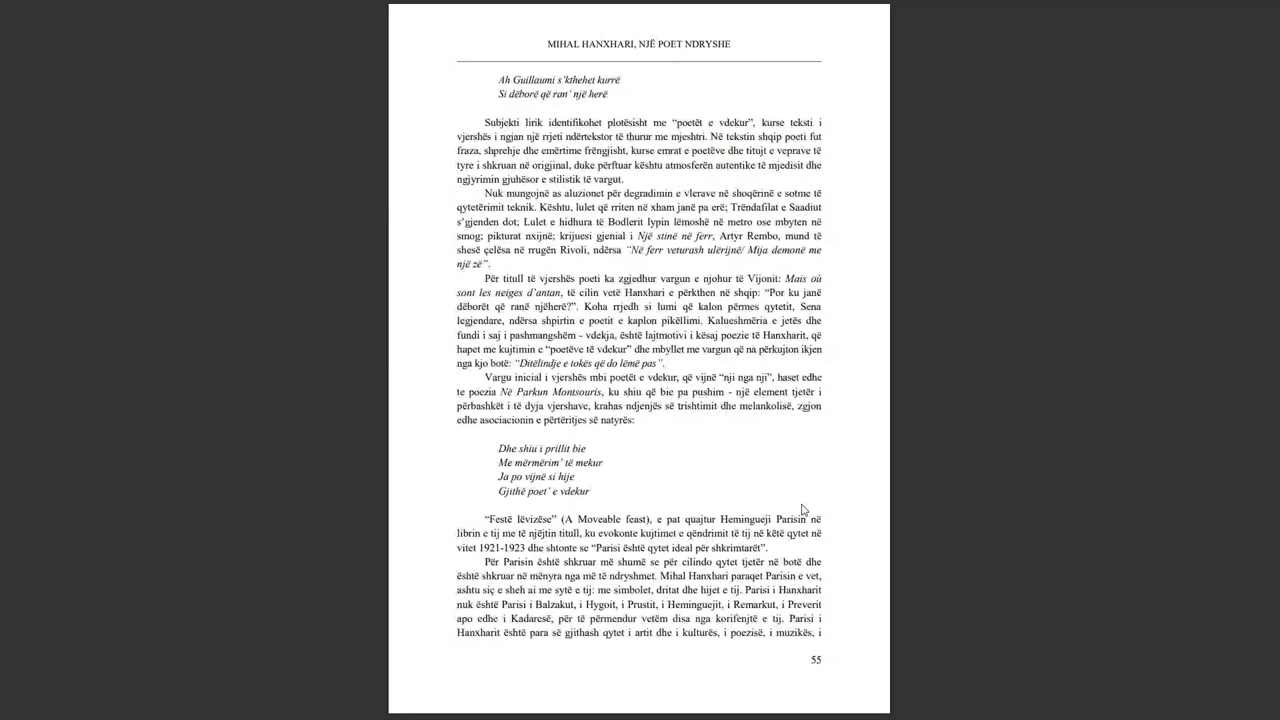 MIHAL HANXHARI, NJË POET NDRYSHE
Ah Guillaumi s’kthehet kurrë
Si dëborë që ran’ një herë
Subjekti lirik identifikohet plotësisht me “poetët e vdekur”, kurse teksti i
vjershës i ngjan një rrjeti ndërtekstor të thurur me mjeshtri. Në tekstin shqip poeti fut
fraza, shprehje dhe emërtime frëngjisht, kurse emrat e poetëve dhe titujt e veprave të
tyre i shkruan në origjinal, duke përftuar kështu atmosferën autentike të mjedisit dhe
ngjyrimin gjuhësor e stilistik të vargut.
Nuk mungojnë as aluzionet për degradimin e vlerave në shoqërinë e sotme të
qytetërimit teknik. Kështu, lulet që rriten në xham janë pa erë; Trëndafilat e Saadiut
s’gjenden dot; Lulet e hidhura të Bodlerit lypin lëmoshë në metro ose mbyten në
smog; pikturat nxijnë; krijuesi gjenial i Një stinë në ferr, Artyr Rembo, mund të
shesë çelësa në rrugën Rivoli, ndërsa “Në ferr veturash ulërijnë/ Mija demonë me
një zë”.
Për titull të vjershës poeti ka zgjedhur vargun e njohur të Vijonit: Mais où
sont les neiges d’antan, të cilin vetë Hanxhari e përkthen në shqip: “Por ku janë
dëborët që ranë njëherë?”. Koha rrjedh si lumi që kalon përmes qytetit, Sena
legjendare, ndërsa shpirtin e poetit e kaplon pikëllimi. Kalueshmëria e jetës dhe
fundi i saj i pashmangshëm - vdekja, është lajtmotivi i kësaj poezie të Hanxharit, që
hapet me kujtimin e “poetëve të vdekur” dhe mbyllet me vargun që na përkujton ikjen
nga kjo botë: “Ditëlindje e tokës që do lëmë pas”.
Vargu inicial i vjershës mbi poetët e vdekur, që vijnë “nji nga nji”, haset edhe
te poezia Në Parkun Montsouris, ku shiu që bie pa pushim - një element tjetër i
përbashkët i të dyja vjershave, krahas ndjenjës së trishtimit dhe melankolisë, zgjon
edhe asociacionin e përtëritjes së natyrës:
Dhe shiu i prillit bie
Me mërmërim’ të mekur
Ja po vijnë si hije
Gjithë poet’ e vdekur
“Festë lëvizëse” (A Moveable feast), e pat quajtur Hemingueji Parisin në
librin e tij me të njëjtin titull, ku evokonte kujtimet e qëndrimit të tij në këtë qytet në
vitet 1921-1923 dhe shtonte se “Parisi është qytet ideal për shkrimtarët”.
Për Parisin është shkruar më shumë se për cilindo qytet tjetër në botë dhe
është shkruar në mënyra nga më të ndryshmet. Mihal Hanxhari paraqet Parisin e vet,
ashtu siç e sheh ai me sytë e tij: me simbolet, dritat dhe hijet e tij. Parisi i Hanxharit
nuk është Parisi i Balzakut, i Hygoit, i Prustit, i Heminguejit, i Remarkut, i Preverit
apo edhe i Kadaresë, për të përmendur vetëm disa nga korifenjtë e tij. Parisi i
Hanxharit është para së gjithash qytet i artit dhe i kulturës, i poezisë, i muzikës, i
55